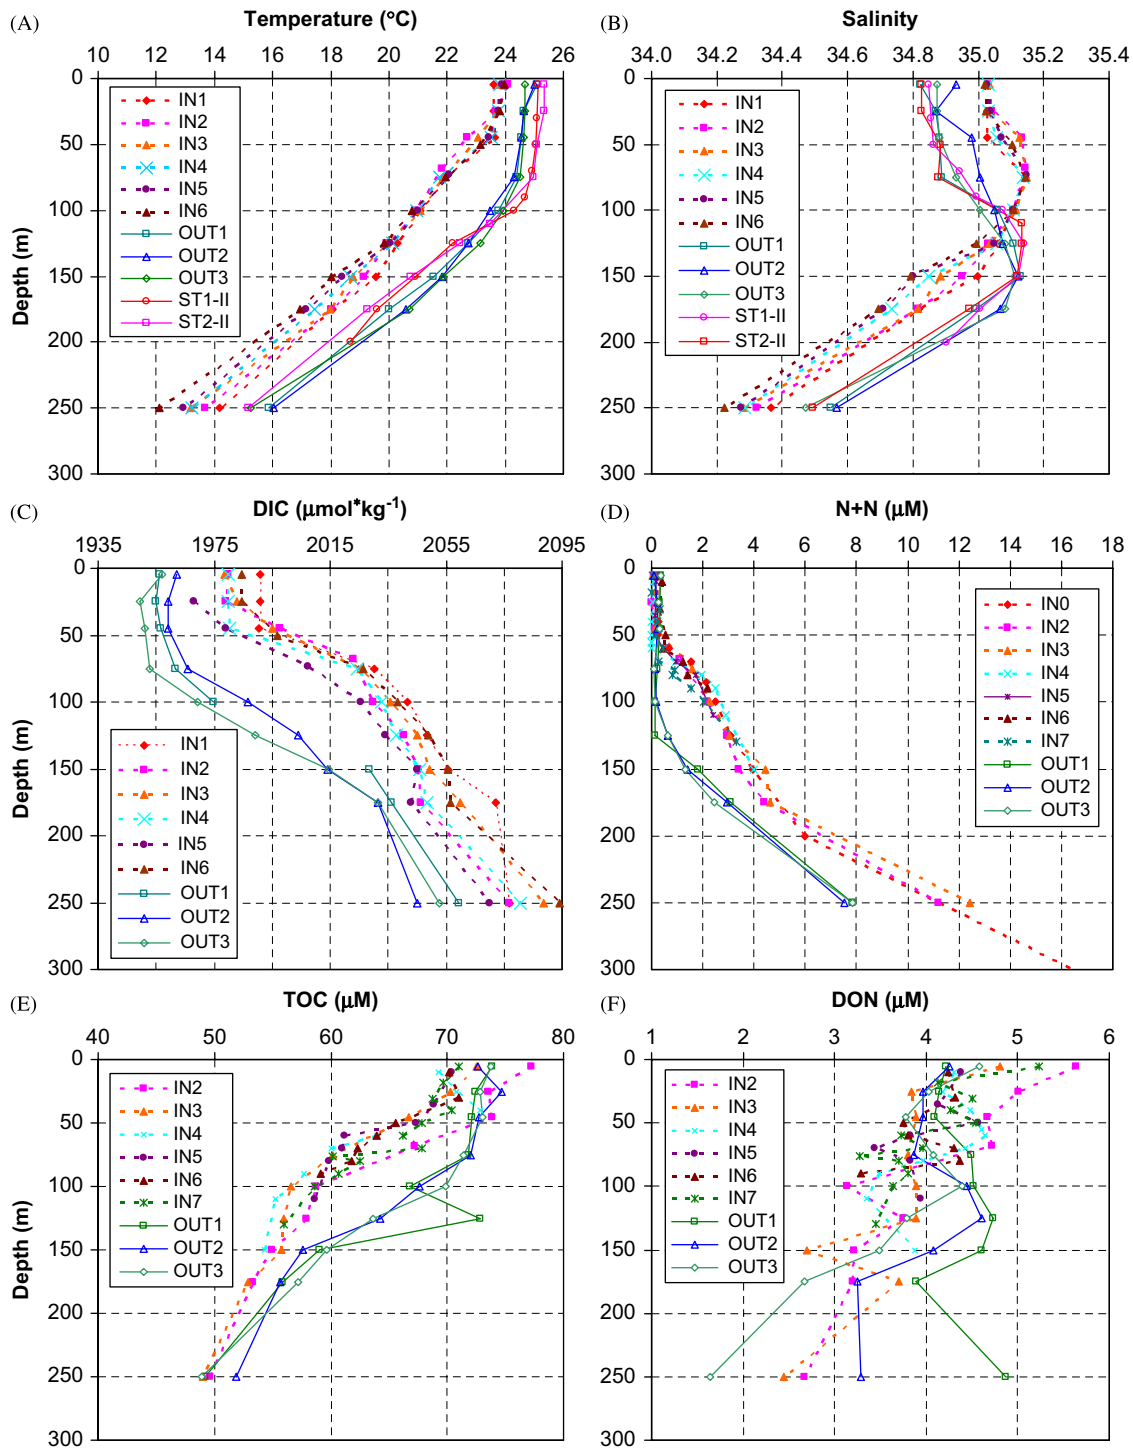 (A)
Temperature (°C)
10 12 14 16 18 20 22 24 26
0
50
100
150
200
250
300
Depth (m)
IN1
IN2
IN3
IN4
IN5
IN6
OUT1
OUT2
OUT3
ST1-II
ST2-II
(B)
Salinity
34.0 34.2 34.4 34.6 34.8 35.0 35.2 35.4
0
50
100
150
200
250
300
IN1
IN2
IN3
IN4
IN5
IN6
OUT1
OUT2
OUT3
ST1-II
ST2-II
(C)
DIC (µmol*kg-1)
1935 1975 2015 2055 2095
0
50
100
150
200
250
300
Depth (m)
IN1
IN2
IN3
IN4
IN5
IN6
OUT1
OUT2
OUT3
(D)
N+N (µM)
0 2 4 6 8 10 12 14 16 18
0
50
100
150
200
250
300
IN0
IN2
IN3
IN4
IN5
IN6
IN7
OUT1
OUT2
OUT3
(E)
TOC (µM)
40 50 60 70 80
0
50
100
150
200
250
300
Depth (m)
IN2
IN3
IN4
IN5
IN6
IN7
OUT1
OUT2
OUT3
(F)
DON (µM)
1 2 3 4 5 6
0
50
100
150
200
250
300
IN2
IN3
IN4
IN5
IN6
IN7
OUT1
OUT2
OUT3